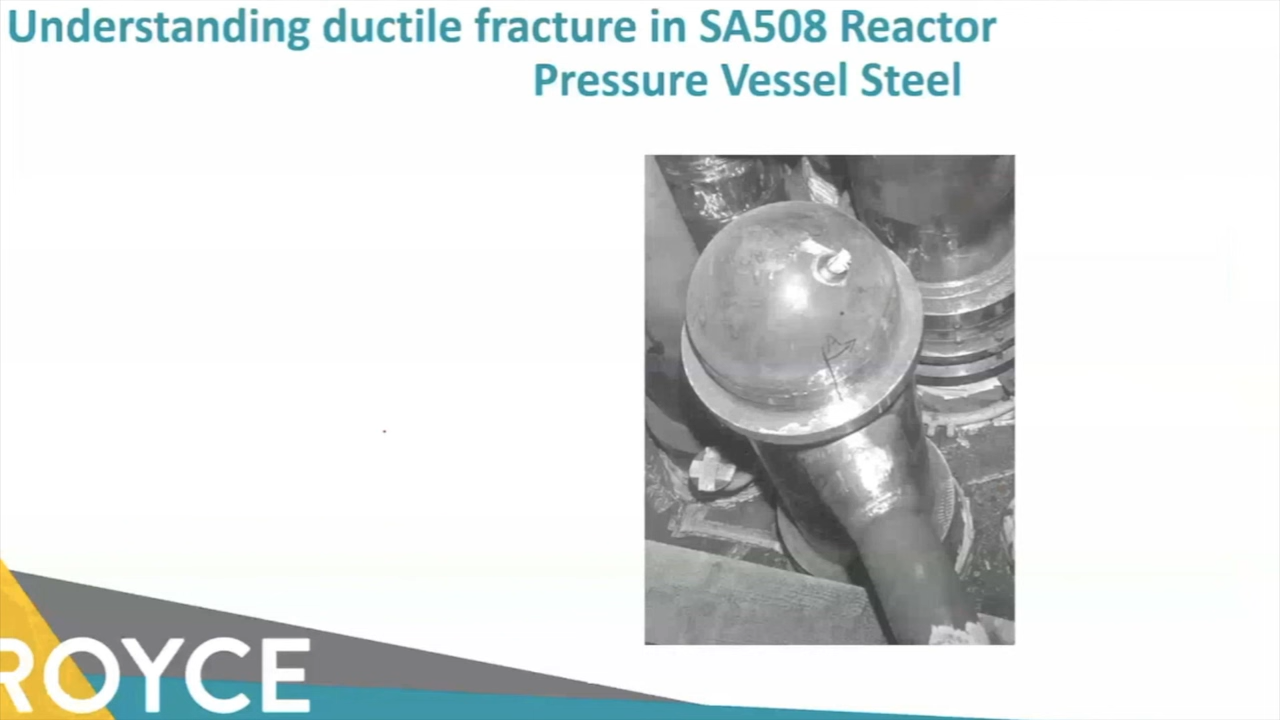 Understanding ductile fracture in SA508 Reactor
Pressure Vessel Steel
ROYCE